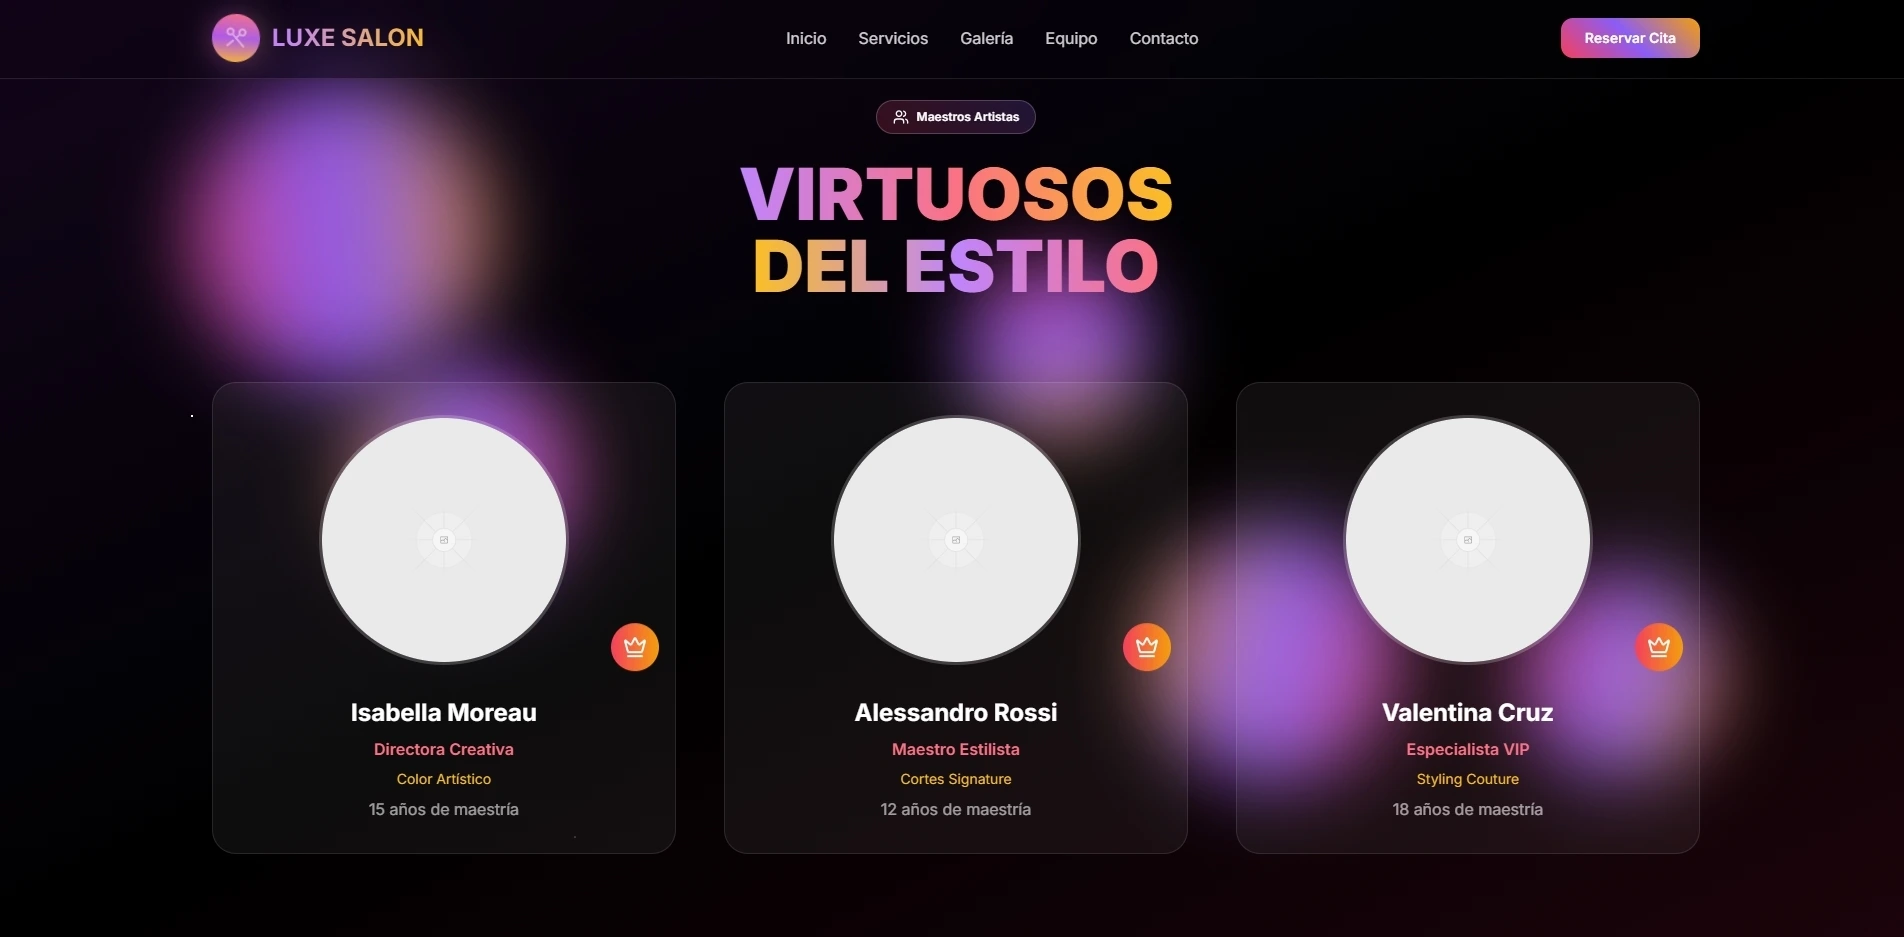 LUXE SALON
Inicio
Servicios
Galería
Equipo
Contacto
Reservar Cita
Maestros Artistas
VIRTUOSOS
DEL ESTILO
Isabella Moreau
Directora Creativa
Color Artístico
15 años de maestría
Alessandro Rossi
Maestro Estilista
Cortes Signature
12 años de maestría
Valentina Cruz
Especialista VIP
Styling Couture
18 años de maestría